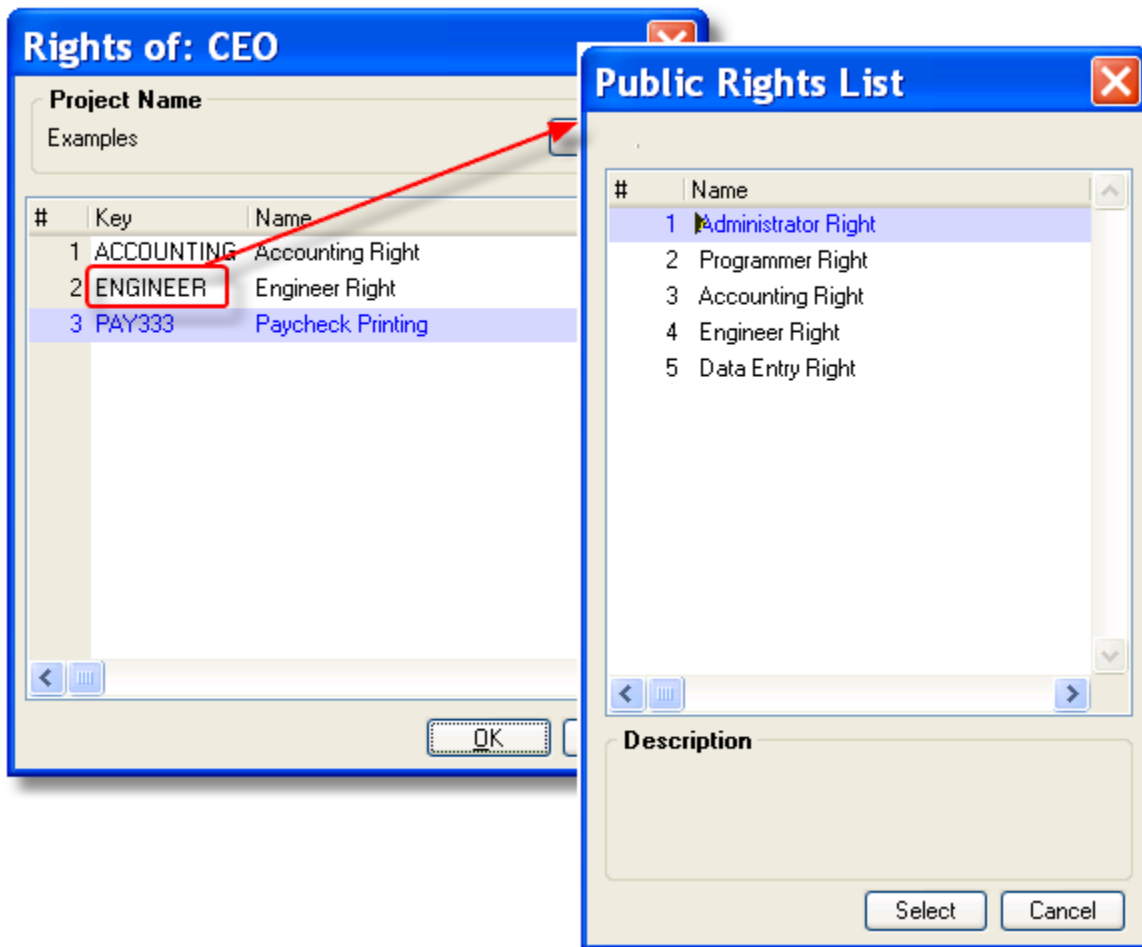 Rights of: CEO
Project Name
Examples
# Key Name
1 ACCOUNTING Accounting Right
2 ENGINEER Engineer Right
3 PAY333 Paycheck Printing
OK
Public Rights List
# Name
1 Administrator Right
2 Programmer Right
3 Accounting Right
4 Engineer Right
5 Data Entry Right
Description
Select Cancel